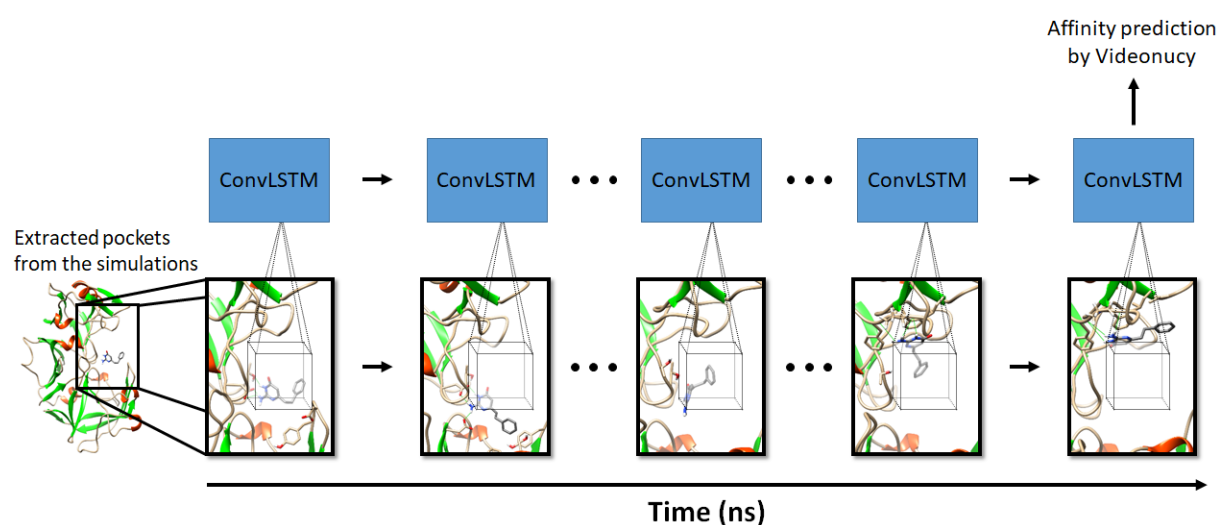 Affinity prediction
by Videonucy
ConvLSTM
ConvLSTM
ConvLSTM
ConvLSTM
ConvLSTM
Extracted pockets
from the simulations
Time (ns)